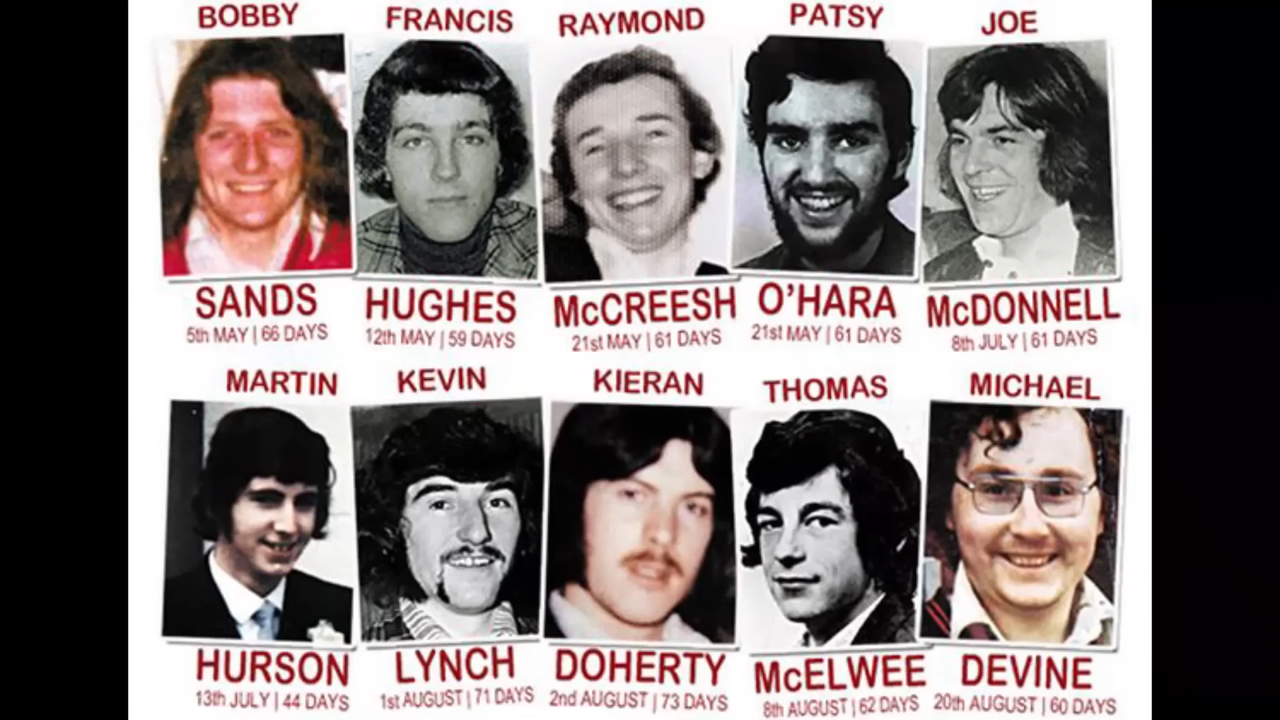 BOBBY FRANCIS RAYMOND PATSY JOE
SANDS HUGHES McCREESH O'HARA McDONNELL
5th MAY | 66 DAYS 12th MAY | 59 DAYS 21st MAY | 61 DAYS 21st MAY | 61 DAYS 8th JULY | 61 DAYS
MARTIN KEVIN KIERAN THOMAS MICHAEL
HURSON LYNCH DOHERTY McELWEE DEVINE
13th JULY | 44 DAYS 1st AUGUST | 71 DAYS 2nd AUGUST | 73 DAYS 8th AUGUST | 62 DAYS 20th AUGUST | 60 DAYS